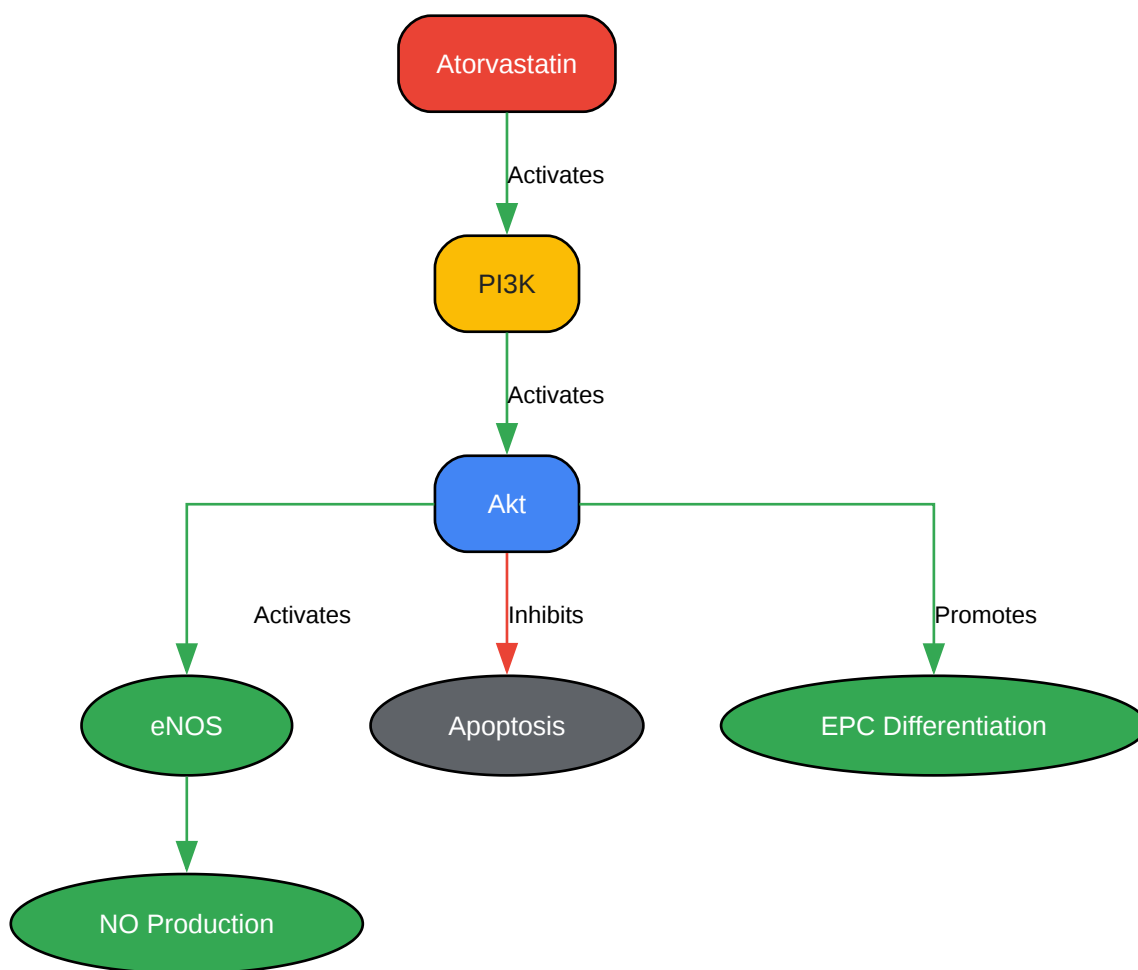 Atorvastatin
Activates
PI3K
Activates
Akt
Activates
Inhibits
Promotes
eNOS
Apoptosis
EPC Differentiation
NO Production